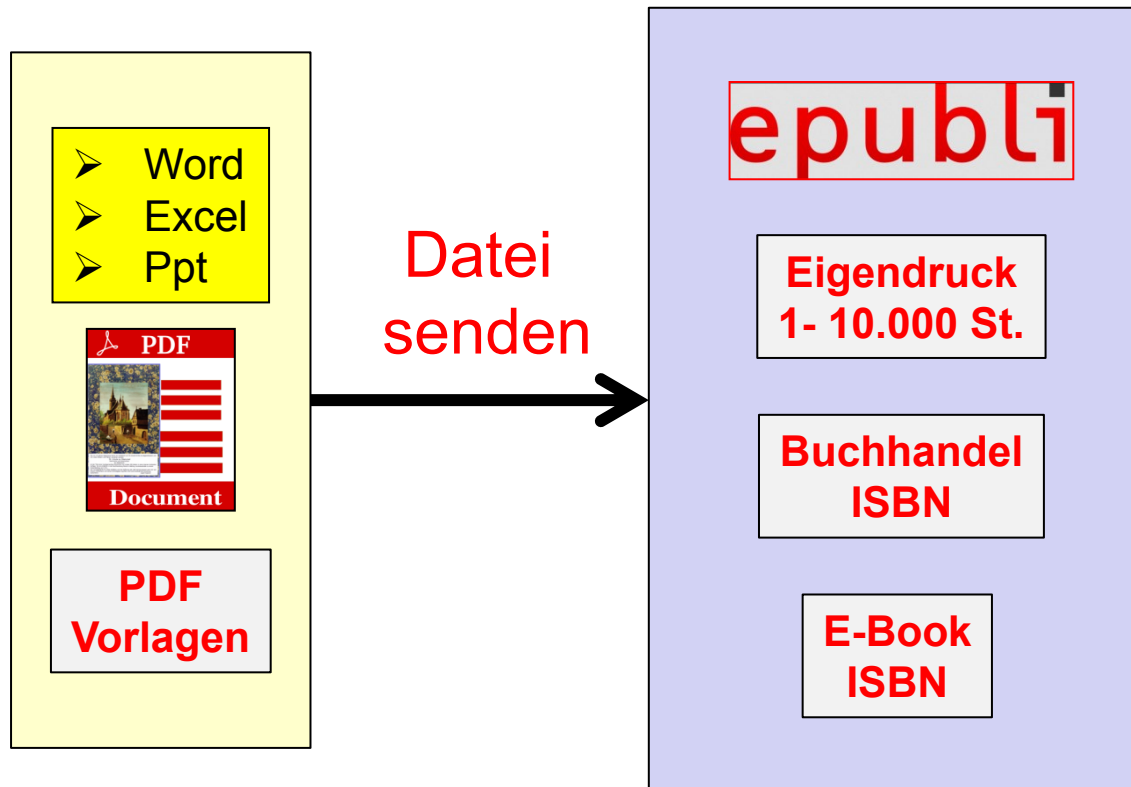 ➢ Word
➢ Excel
➢ Ppt
PDF
Document
PDF
Vorlagen
Datei
senden
epubli
Eigendruck
1- 10.000 St.
Buchhandel
ISBN
E-Book
ISBN